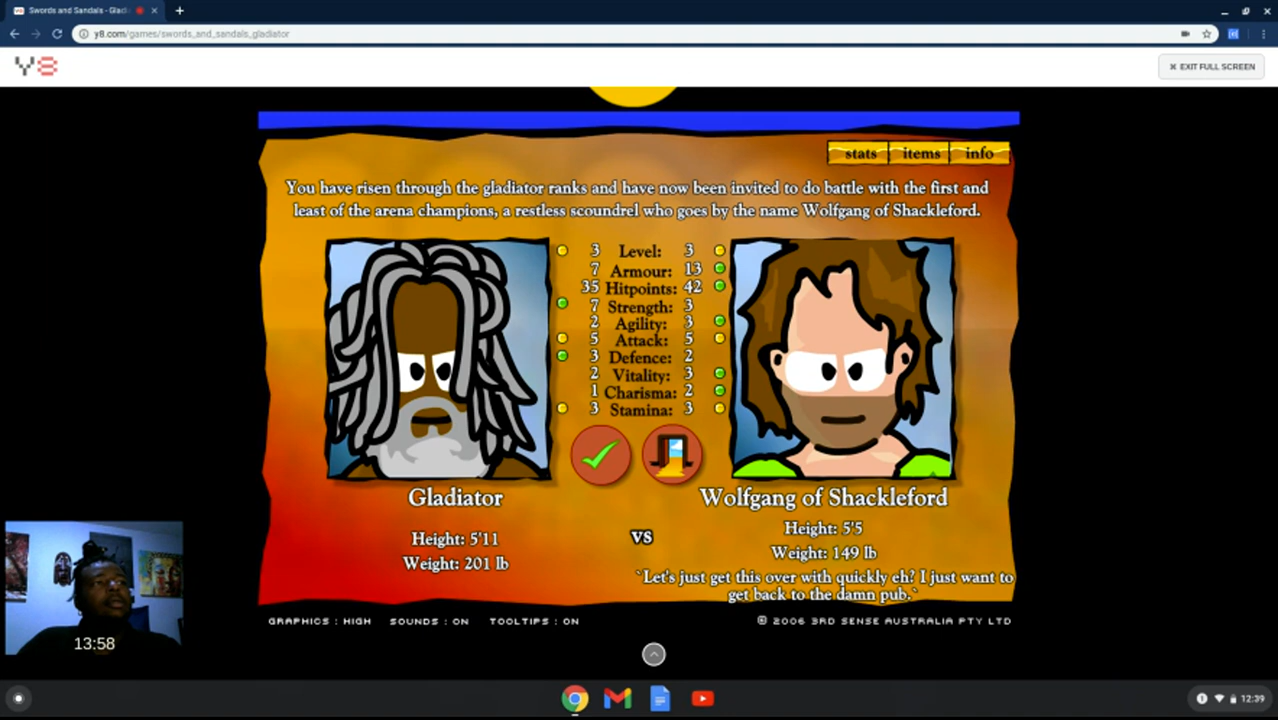 Swords and Sandals - Gladi
y8.com/games/swords_and_sandals_gladiator
Y8
EXIT FULL SCREEN
stats items info
You have risen through the gladiator ranks and have now been invited to do battle with the first and
least of the arena champions, a restless scoundrel who goes by the name Wolfgang of Shackleford.
3 Level: 3
7 Armour: 13
35 Hitpoints: 42
7 Strength: 3
2 Agility: 3
5 Attack: 5
3 Defence: 2
2 Vitality: 3
1 Charisma: 2
3 Stamina: 3
Gladiator
Wolfgang of Shackleford
Height: 5'11
vs
Height: 5'5
Weight: 201 lb
Weight: 149 lb
`Let's just get this over with quickly eh? I just want to
get back to the damn pub.`
13:58
GRAPHICS : HIGH SOUNDS : ON TOOLTIPS : ON
© 2006 3RD SENSE AUSTRALIA PTY LTD
12:39